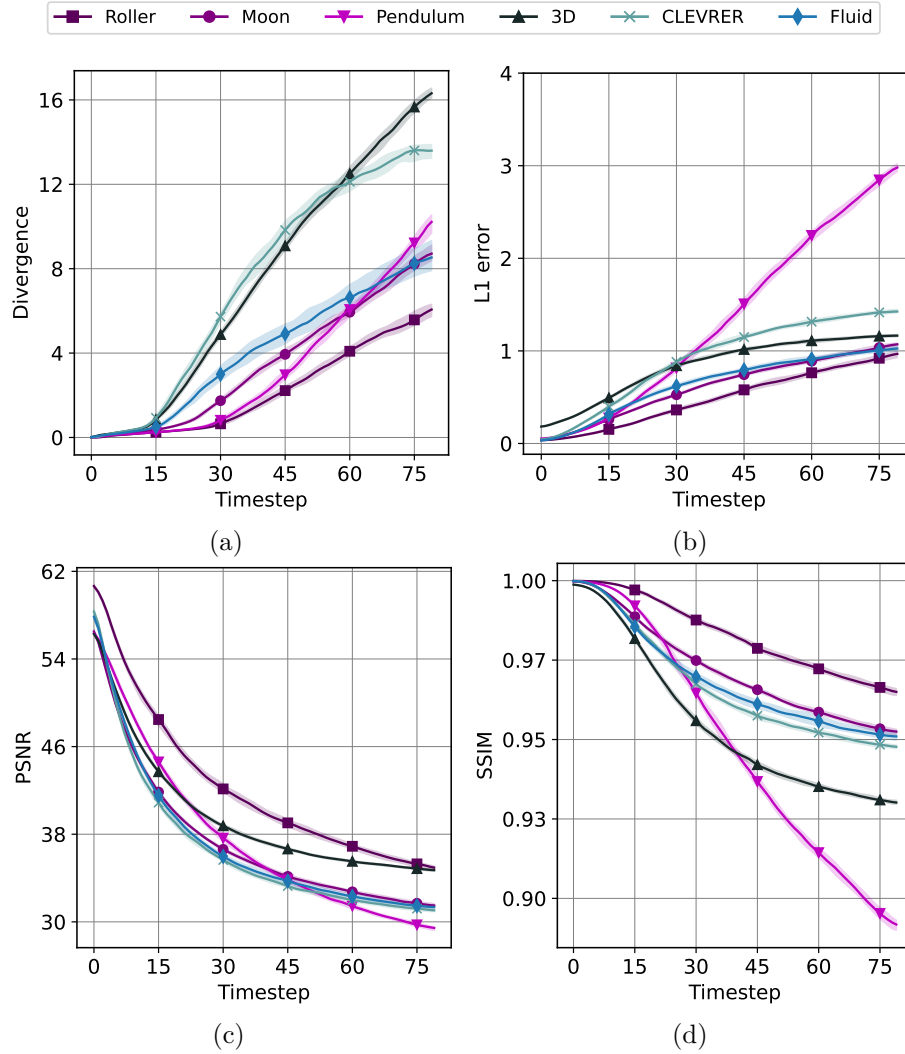 Roller Moon Pendulum 3D CLEVRER Fluid
16
12
8
4
0
Divergence
0 15 30 45 60 75
Timestep
(a)
4
3
2
1
0
L1 error
0 15 30 45 60 75
Timestep
(b)
62
54
46
38
30
PSNR
0 15 30 45 60 75
Timestep
(c)
1.00
0.97
0.95
0.93
0.90
SSIM
0 15 30 45 60 75
Timestep
(d)